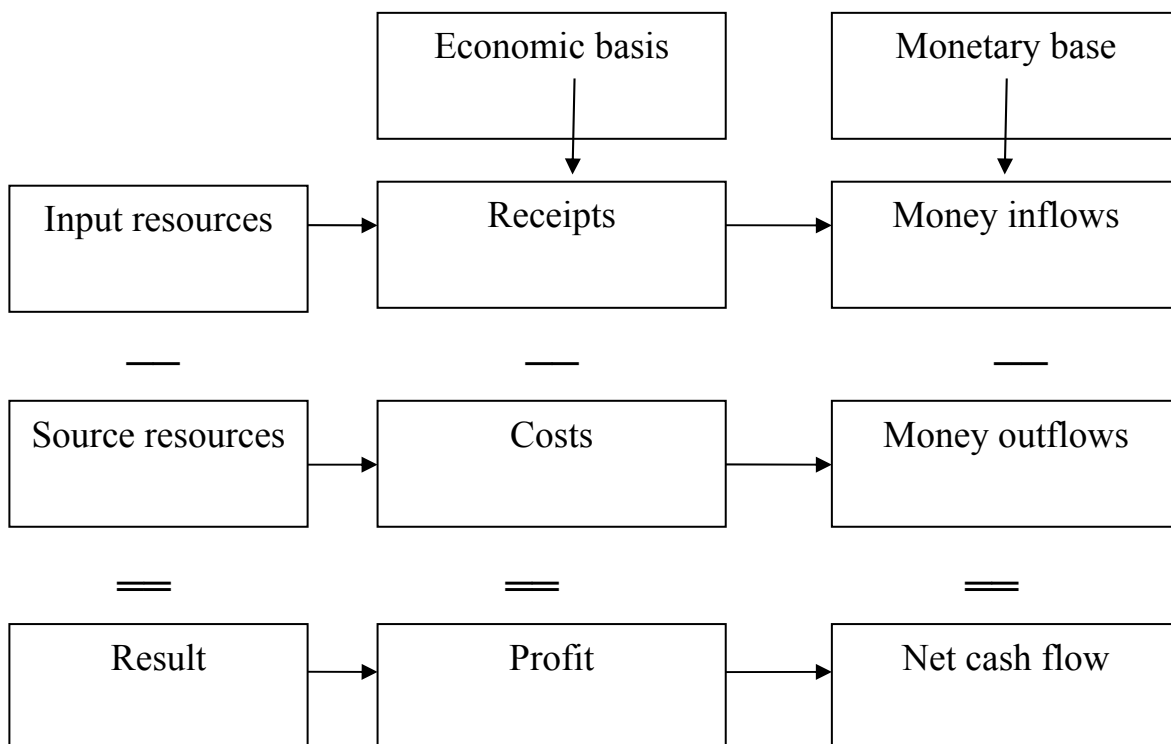 Economic basis
Monetary base
Input resources
Receipts
Money inflows
Source resources
Costs
Money outflows
Result
Profit
Net cash flow